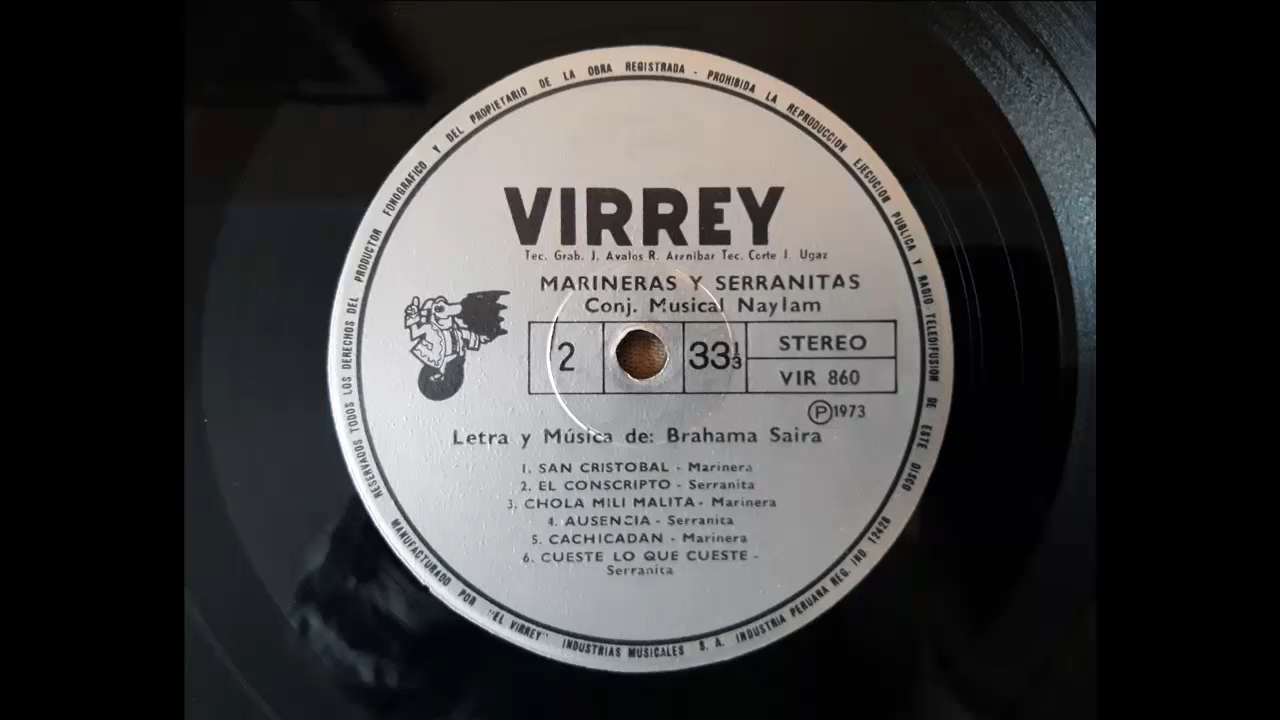 RESERVADOS TODOS LOS DERECHOS DEL PRODUCTOR FONOGRAFICO Y DEL PROPIETARIO DE LA OBRA REGISTRADA - PROHIBIDA LA REPRODUCCION EJECUCION PUBLICA Y RADIO-TELEDIFUSION DE ESTE DISCO
VIRREY
Tec. Grab. J. Avalos R. Arenibar Tec. Corte J. Ugaz
MARINERAS Y SERRANITAS
Conj. Musical Naylam
2 33 1/3 STEREO
VIR 860
Ⓟ1973
Letra y Música de: Brahama Saira
1. SAN CRISTOBAL - Marinera
2. EL CONSCRIPTO - Serranita
3. CHOLA MILI MALITA - Marinera
4. AUSENCIA - Serranita
5. CACHICADAN - Marinera
6. CUESTE LO QUE CUESTE -
Serranita
MANUFACTURADO POR "EL VIRREY" INDUSTRIAS MUSICALES S. A. INDUSTRIA PERUANA REG. IND. 12428